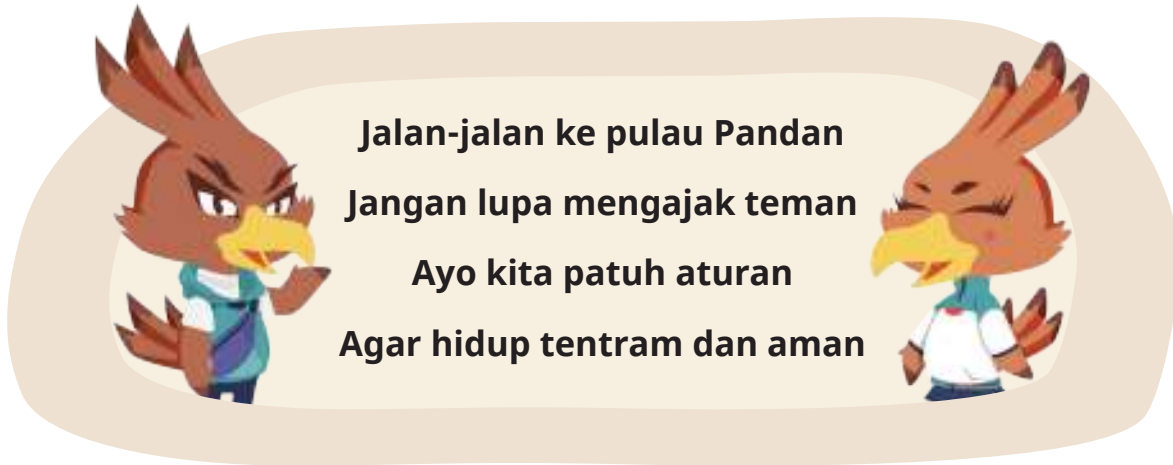 Jalan-jalan ke pulau Pandan
Jangan lupa mengajak teman
Ayo kita patuh aturan
Agar hidup tentram dan aman